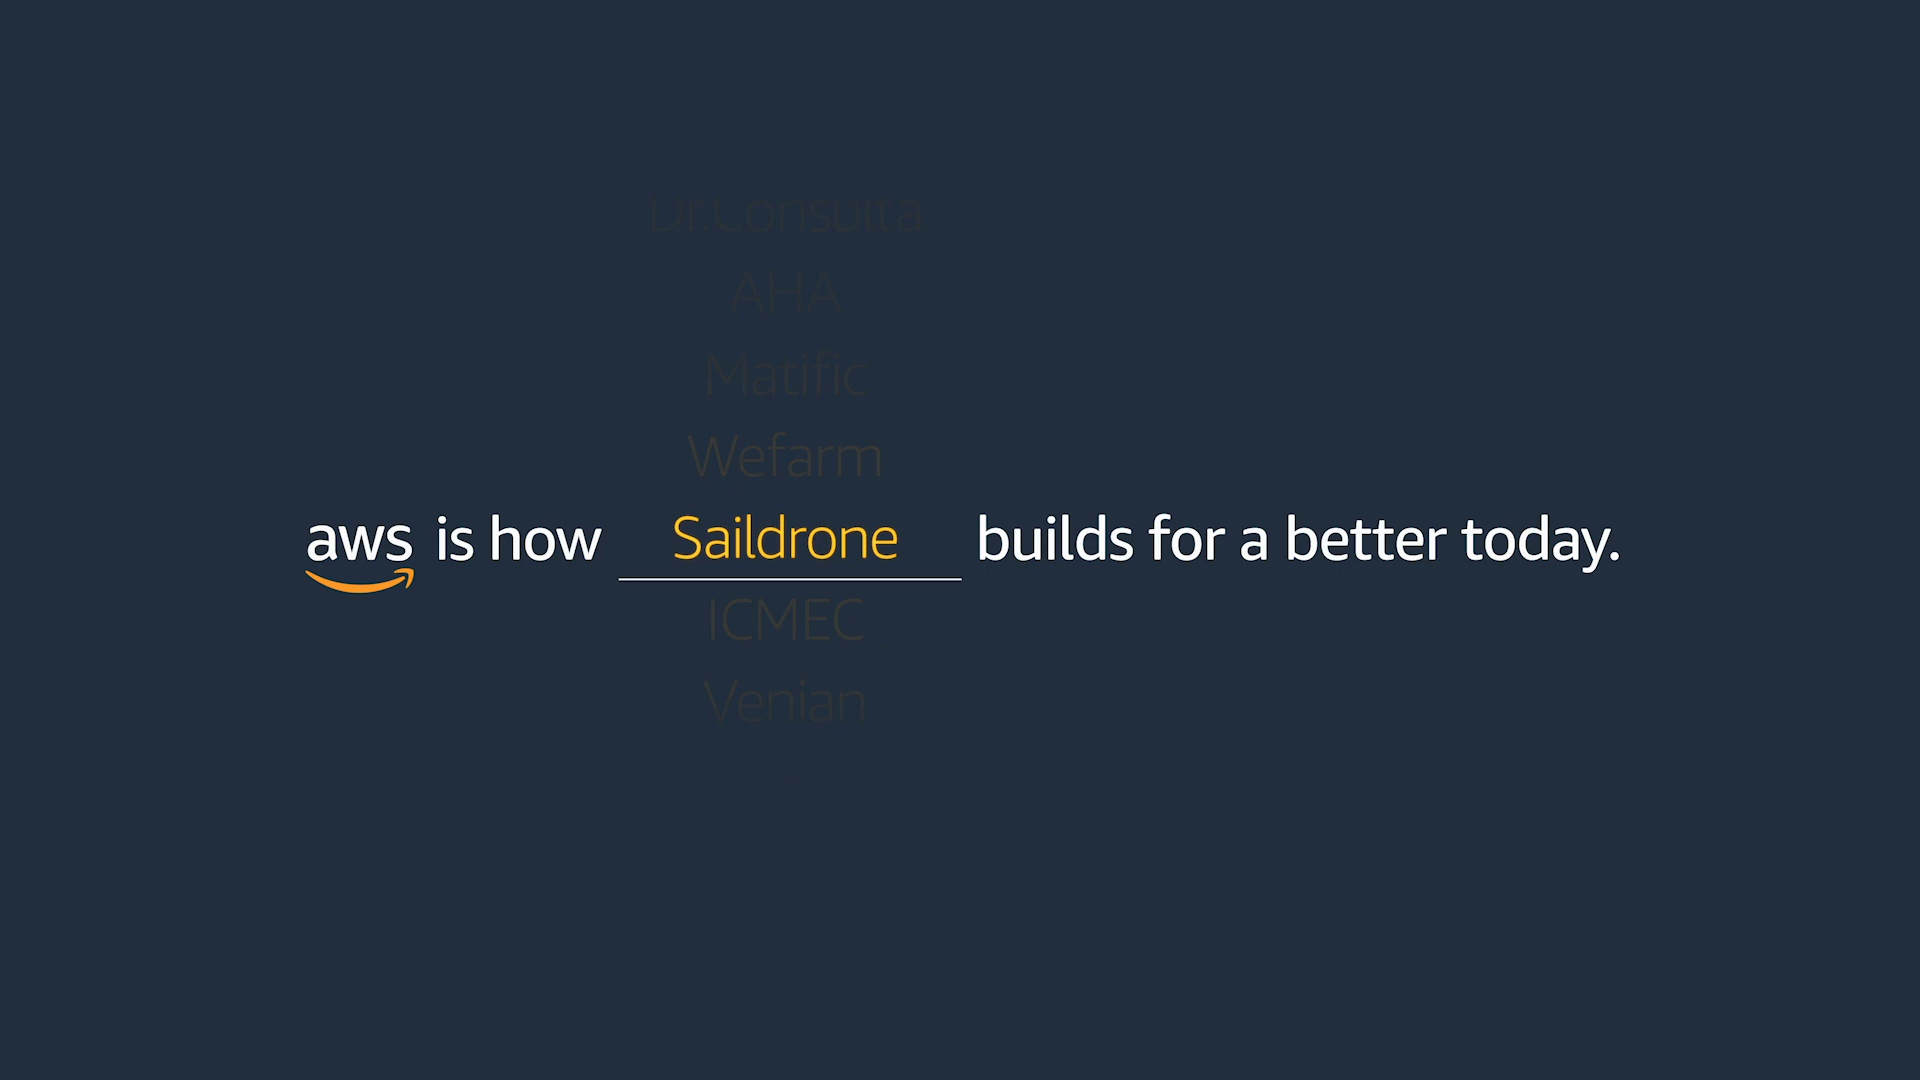 Dr.Consulta
AHA
Matific
Wefarm
aws is how Saildrone builds for a better today.
ICMEC
Venian